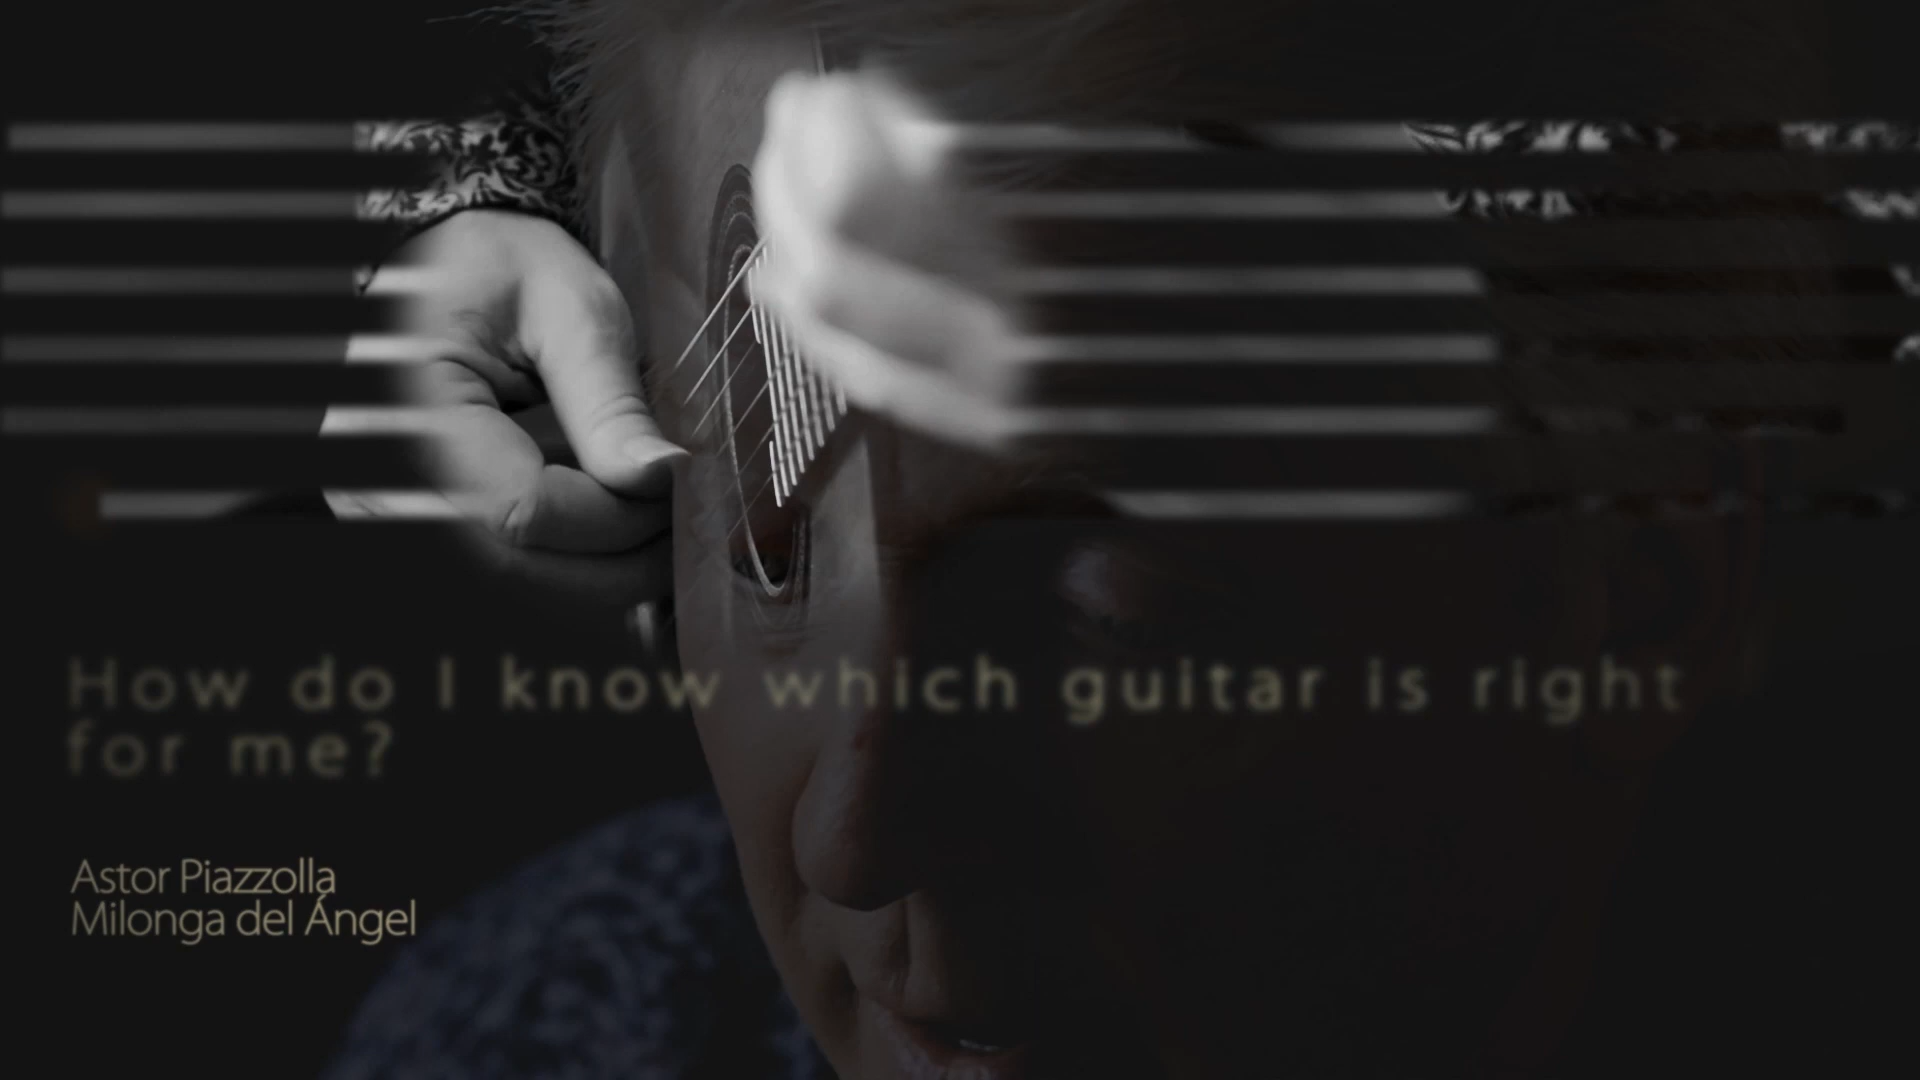 How do I know which guitar is right
for me?
Astor Piazzolla
Milonga del Ángel